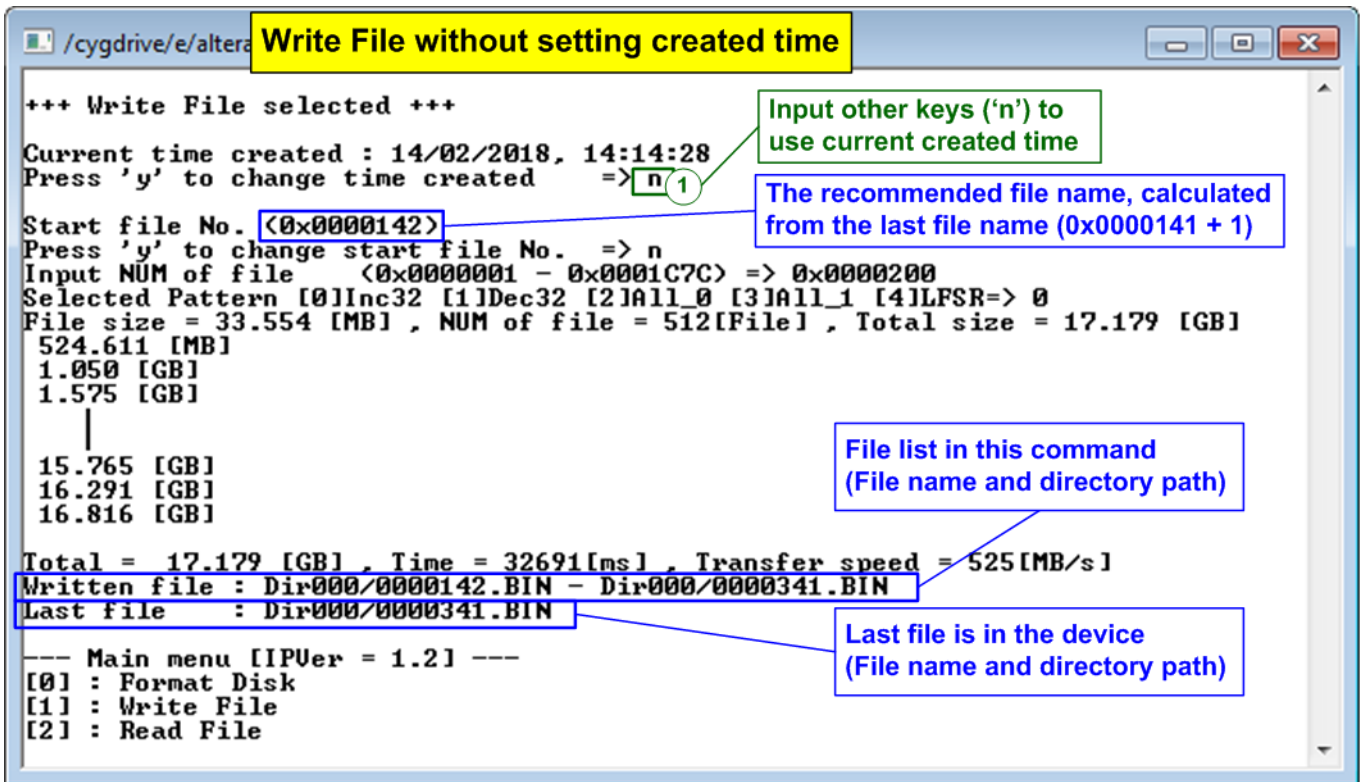 /cygdrive/e/altera
Write File without setting created time
+++ Write File selected +++
Input other keys (‘n’) to
use current created time
Current time created : 14/02/2018, 14:14:28
Press 'y' to change time created => n
1
The recommended file name, calculated
from the last file name (0x0000141 + 1)
Start file No. (0x0000142)
Press 'y' to change start file No. => n
Input NUM of file (0x0000001 - 0x0001C7C) => 0x0000200
Selected Pattern [0]Inc32 [1]Dec32 [2]All_0 [3]All_1 [4]LFSR=> 0
File size = 33.554 [MB] , NUM of file = 512[File] , Total size = 17.179 [GB]
524.611 [MB]
1.050 [GB]
1.575 [GB]
15.765 [GB]
16.291 [GB]
16.816 [GB]
File list in this command
(File name and directory path)
Total = 17.179 [GB] , Time = 32691[ms] , Transfer speed = 525[MB/s]
Written file : Dir000/0000142.BIN - Dir000/0000341.BIN
Last file : Dir000/0000341.BIN
Last file is in the device
(File name and directory path)
--- Main menu [IPVer = 1.2] ---
[0] : Format Disk
[1] : Write File
[2] : Read File